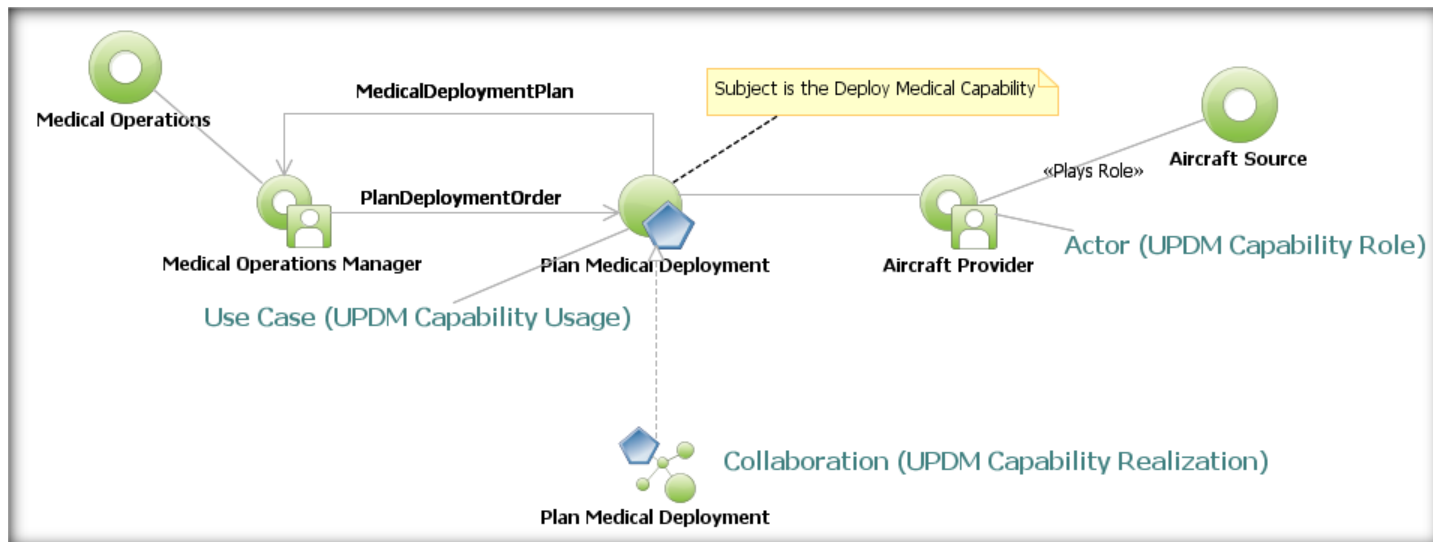 Medical Operations
MedicalDeploymentPlan
Subject is the Deploy Medical Capability
Aircraft Source
«Plays Role»
PlanDeploymentOrder
Medical Operations Manager
Plan Medical Deployment
Aircraft Provider
Actor (UPDM Capability Role)
Use Case (UPDM Capability Usage)
Collaboration (UPDM Capability Realization)
Plan Medical Deployment